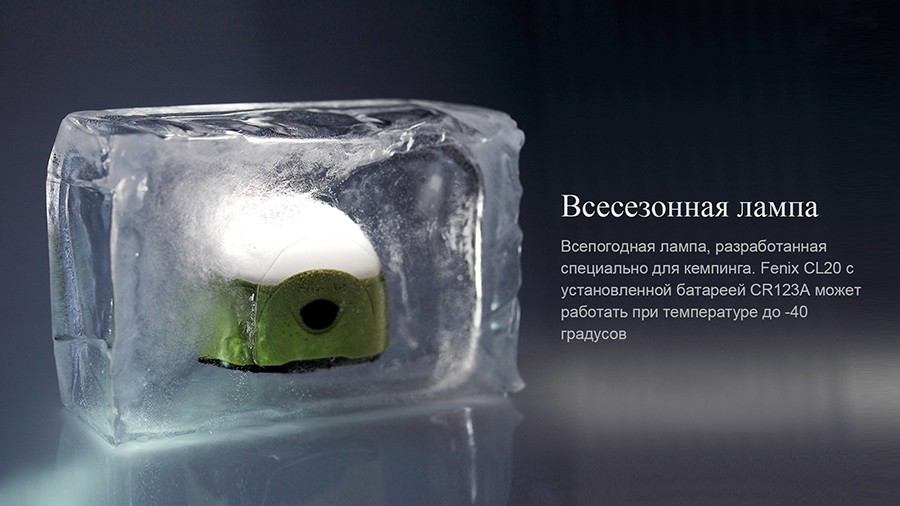 Всесезонная лампа
Всепогодная лампа, разработанная
специально для кемпинга. Fenix CL20 с
установленной батареей CR123A может
работать при температуре до -40
градусов